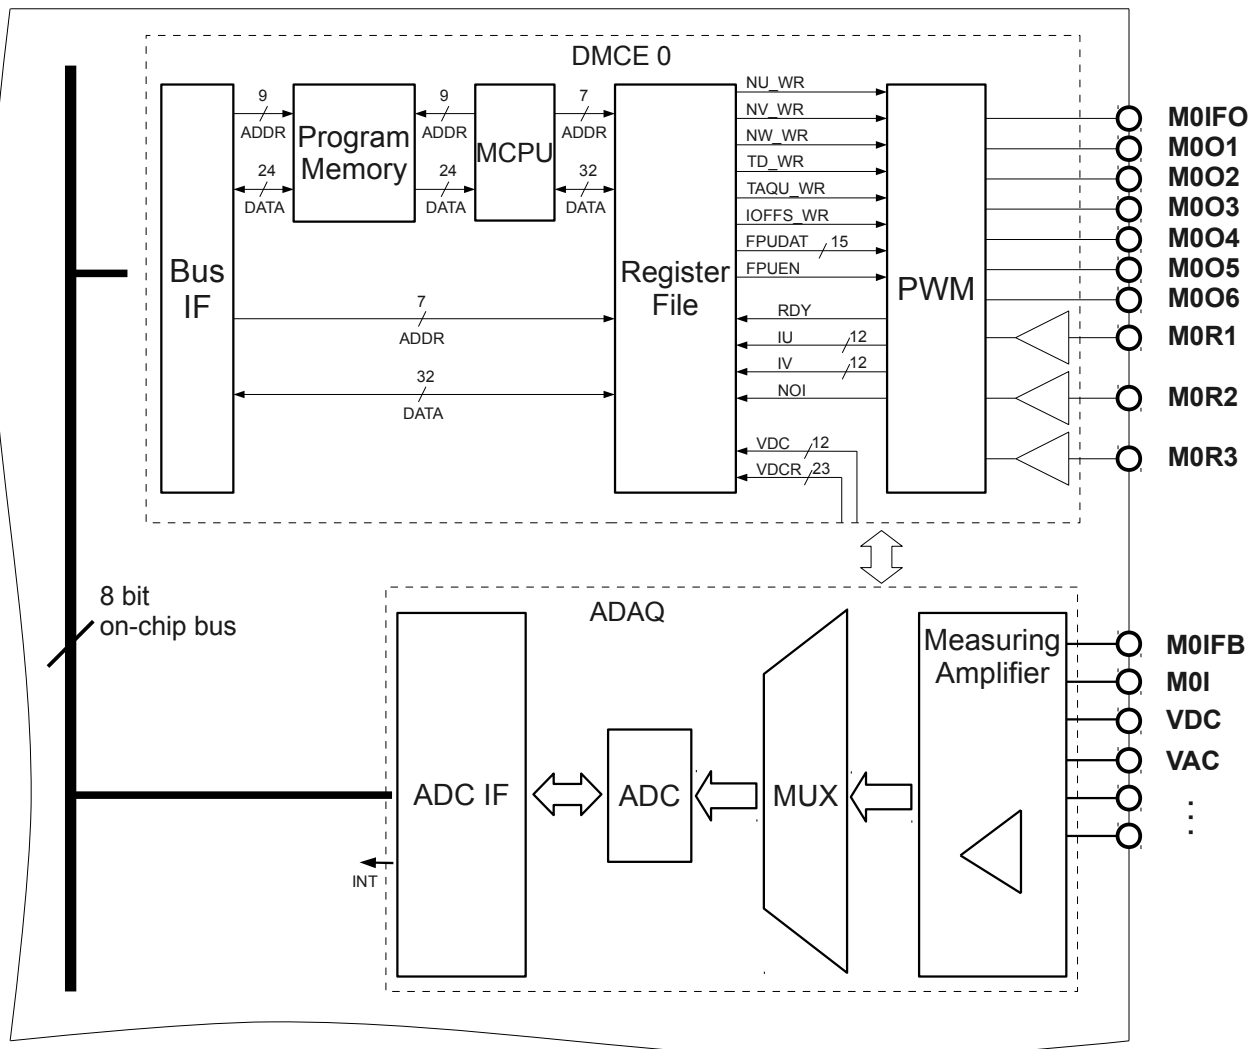 DMCE 0
Bus
IF
9
ADDR
24
DATA
Program
Memory
9
ADDR
24
DATA
MCPU
7
ADDR
32
DATA
7
ADDR
32
DATA
Register
File
NU_WR
NV_WR
NW_WR
TD_WR
TAQU_WR
IOFFS_WR
FPUDAT 15
FPUEN
RDY
IU 12
IV 12
NOI
VDC 12
VDCR 23
PWM
M0IFO
M0O1
M0O2
M0O3
M0O4
M0O5
M0O6
M0R1
M0R2
M0R3
8 bit
on-chip bus
ADAQ
ADC IF
INT
ADC
MUX
Measuring
Amplifier
M0IFB
M0I
VDC
VAC
⋮